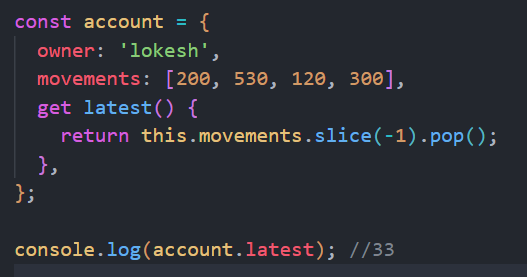 const account = {
  owner: 'lokesh',
  movements: [200, 530, 120, 300],
  get latest() {
    return this.movements.slice(-1).pop();
  },
};
console.log(account.latest); //33